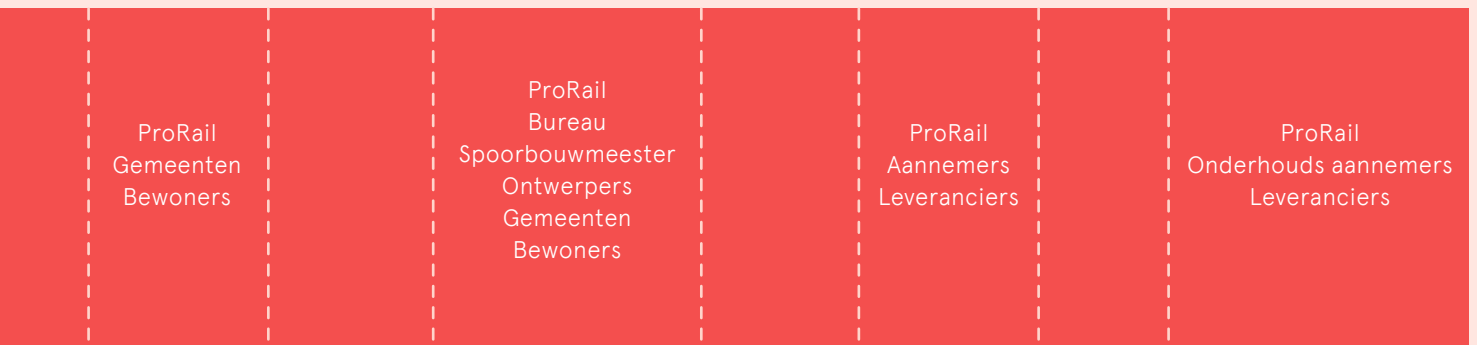 ProRail
Gemeenten
Bewoners
ProRail
Bureau
Spoorbouwmeester
Ontwerpers
Gemeenten
Bewoners
ProRail
Aannemers
Leveranciers
ProRail
Onderhouds aannemers
Leveranciers